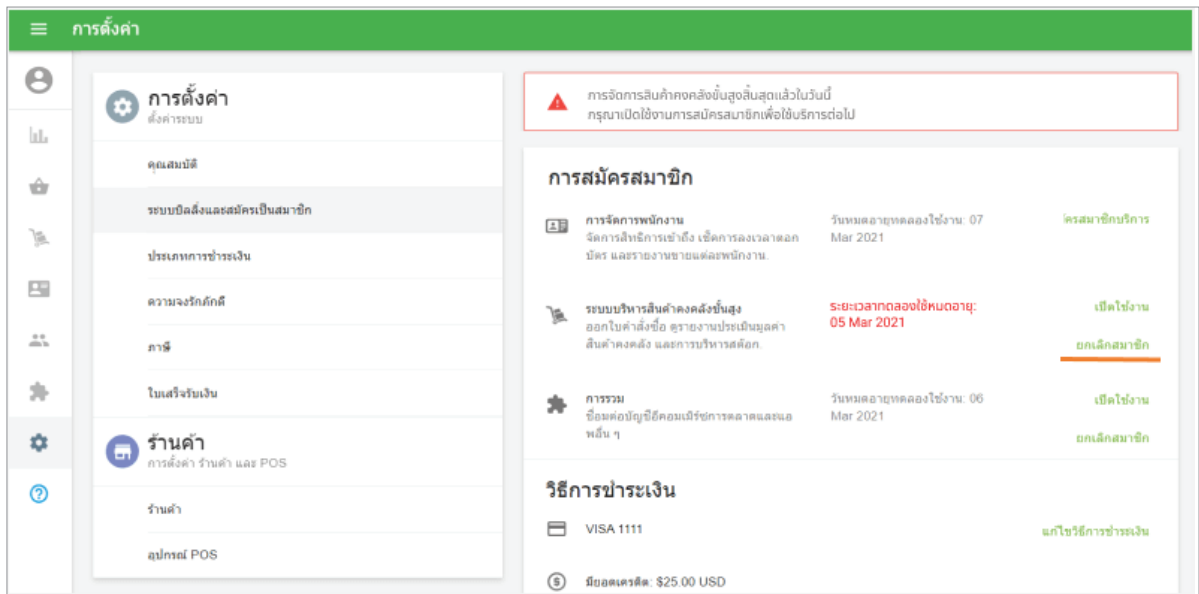 การตั้งค่า
การตั้งค่า
ตั้งค่าระบบ
คุณสมบัติ
ระบบบิลลิ่งและสมัครเป็นสมาชิก
ประเภทการชำระเงิน
ความจงรักภักดี
ภาษี
ใบเสร็จรับเงิน
ร้านค้า
การตั้งค่า ร้านค้า และ POS
ร้านค้า
อุปกรณ์ POS
การจัดการสินค้าคงคลังขั้นสูงสิ้นสุดแล้วในวันนี้
กรุณาเปิดใช้งานการสมัครสมาชิกเพื่อใช้บริการต่อไป
การสมัครสมาชิก
การจัดการพนักงาน
จัดการสิทธิการเข้าถึง เช็คการลงเวลาตอก
บัตร และรายงานขายแต่ละพนักงาน.
วันหมดอายุทดลองใช้งาน: 07
Mar 2021
ครสมาชิกบริการ
ระบบบริหารสินค้าคงคลังขั้นสูง
ออกใบคำสั่งซื้อ ดูรายงานประเมินมูลค่า
สินค้าคงคลัง และการบริหารสต๊อก.
ระยะเวลาทดลองใช้หมดอายุ:
05 Mar 2021
เปิดใช้งาน
ยกเลิกสมาชิก
การรวม
ชื่อมต่อบัญชีอีคอมเมิร์ซการตลาดและแอ
พลื่น ๆ
วันหมดอายุทดลองใช้งาน: 06
Mar 2021
เปิดใช้งาน
ยกเลิกสมาชิก
วิธีการชำระเงิน
VISA 1111
แก้ไขวิธีการชำระเงิน
มียอดเครดิต: $25.00 USD